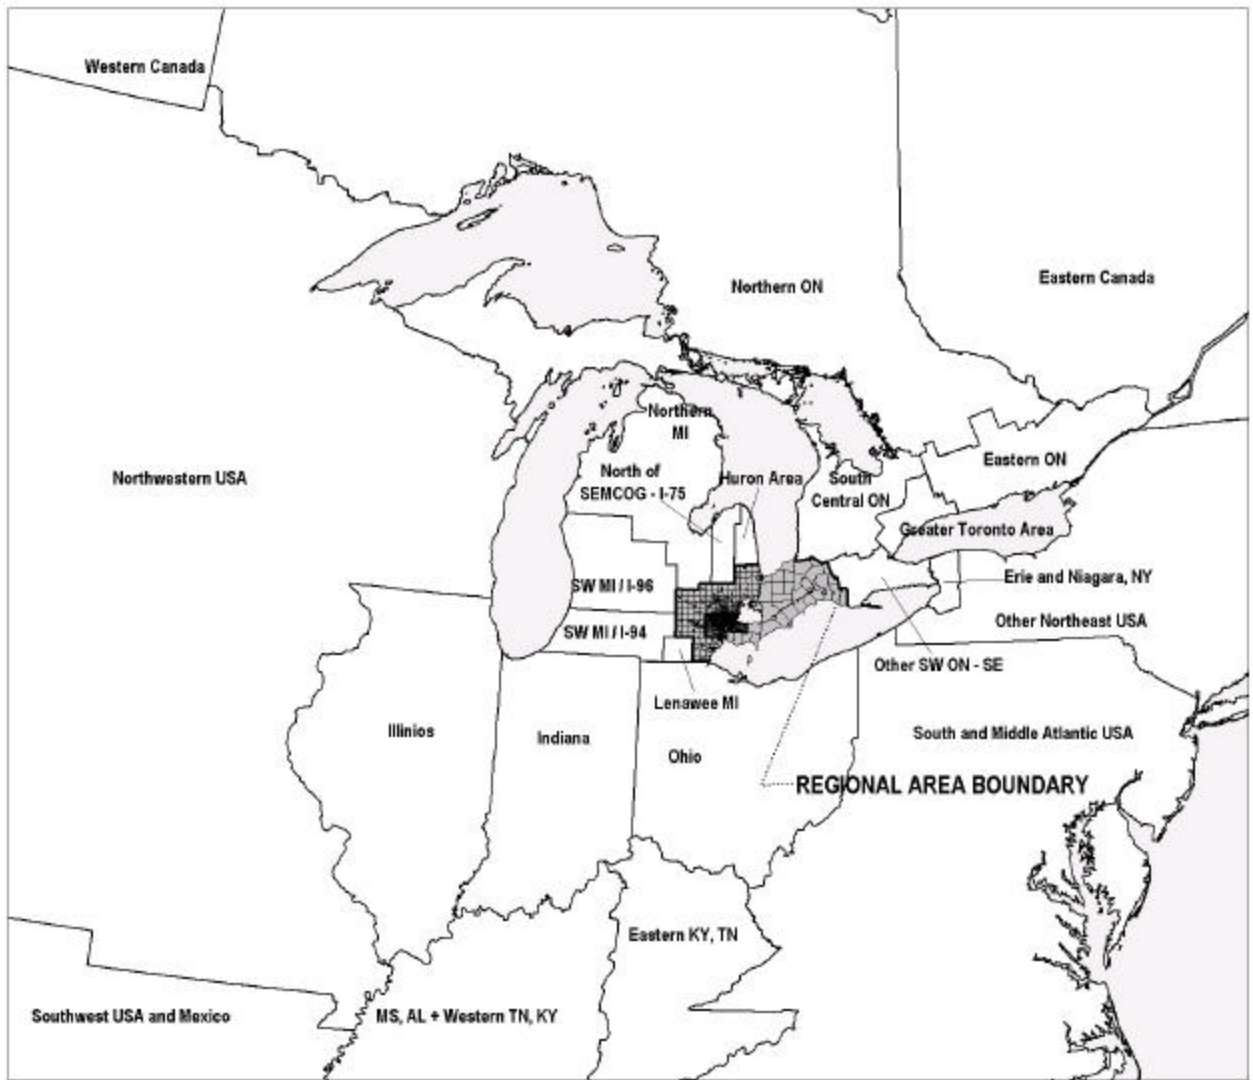 Western Canada
Eastern Canada
Northern ON
Northern
MI
Northwestern USA
North of
SEMCOG - I-75
Huron Area
South
Central ON
Eastern ON
Greater Toronto Area
SW MI / I-96
Erie and Niagara, NY
SW MI / I-94
Other Northeast USA
Other SW ON - SE
Lenawee MI
Illinios
Indiana
Ohio
South and Middle Atlantic USA
REGIONAL AREA BOUNDARY
Eastern KY, TN
Southwest USA and Mexico
MS, AL + Western TN, KY